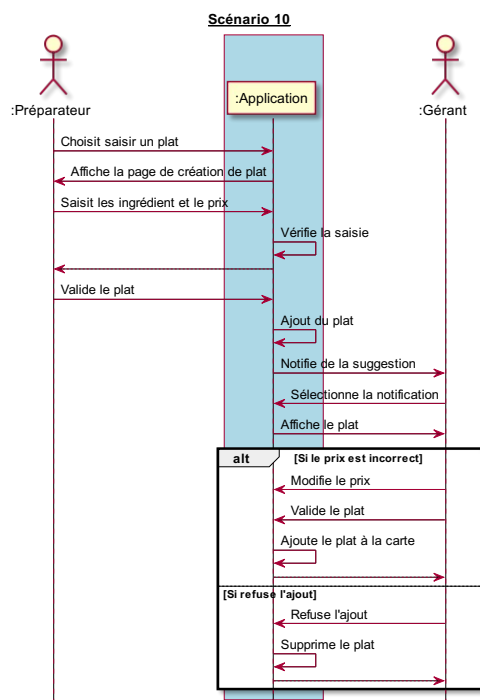 Scénario 10
:Préparateur
:Application
:Gérant
Choisit saisir un plat
Affiche la page de création de plat
Saisit les ingrédient et le prix
Vérifie la saisie
Valide le plat
Ajout du plat
Notifie de la suggestion
Sélectionne la notification
Affiche le plat
alt
[Si le prix est incorrect]
Modifie le prix
Valide le plat
Ajoute le plat à la carte
[Si refuse l'ajout]
Refuse l'ajout
Supprime le plat